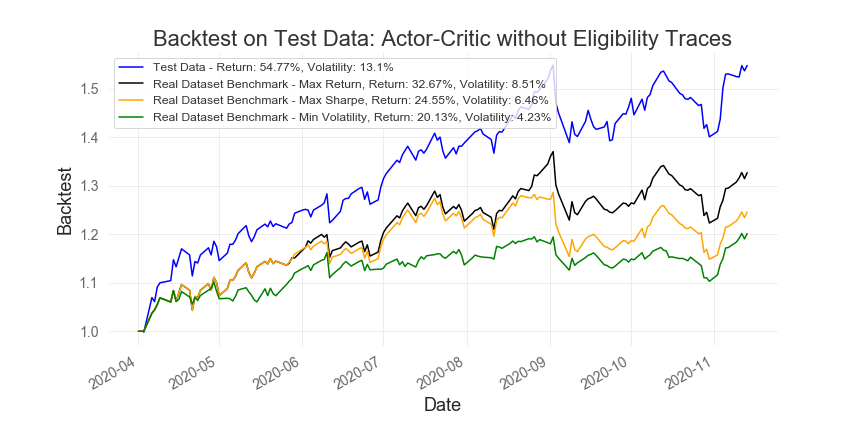 Backtest on Test Data: Actor-Critic without Eligibility Traces
Test Data - Return: 54.77%, Volatility: 13.1%
Real Dataset Benchmark - Max Return, Return: 32.67%, Volatility: 8.51%
Real Dataset Benchmark - Max Sharpe, Return: 24.55%, Volatility: 6.46%
Real Dataset Benchmark - Min Volatility, Return: 20.13%, Volatility: 4.23%
Backtest
1.5
1.4
1.3
1.2
1.1
1.0
2020-04
2020-05
2020-06
2020-07
2020-08
2020-09
2020-10
2020-11
Date